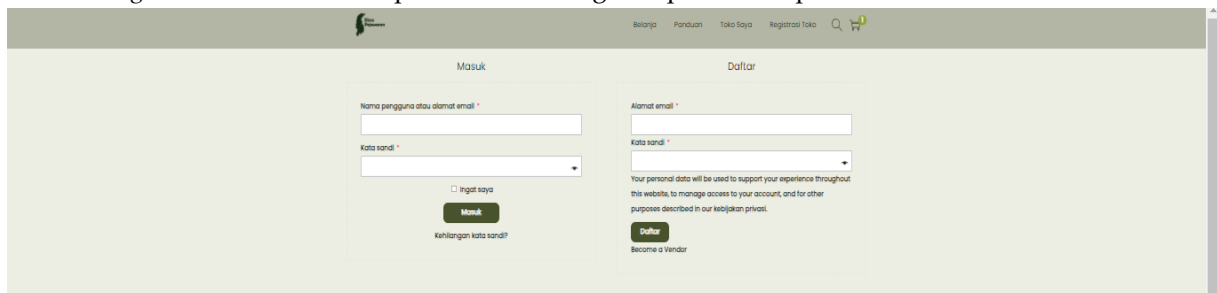 Belanja Panduan Toko Saya Registrasi Toko
Masuk
Nama pengguna atau alamat email *
Kata sandi *
Ingat saya
Masuk
Kehilangan kata sandi?
Daftar
Alamat email *
Kata sandi *
Your personal data will be used to support your experience throughout
this website, to manage access to your account, and for other
purposes described in our kebijakan privasi.
Daftar
Become a Vendor